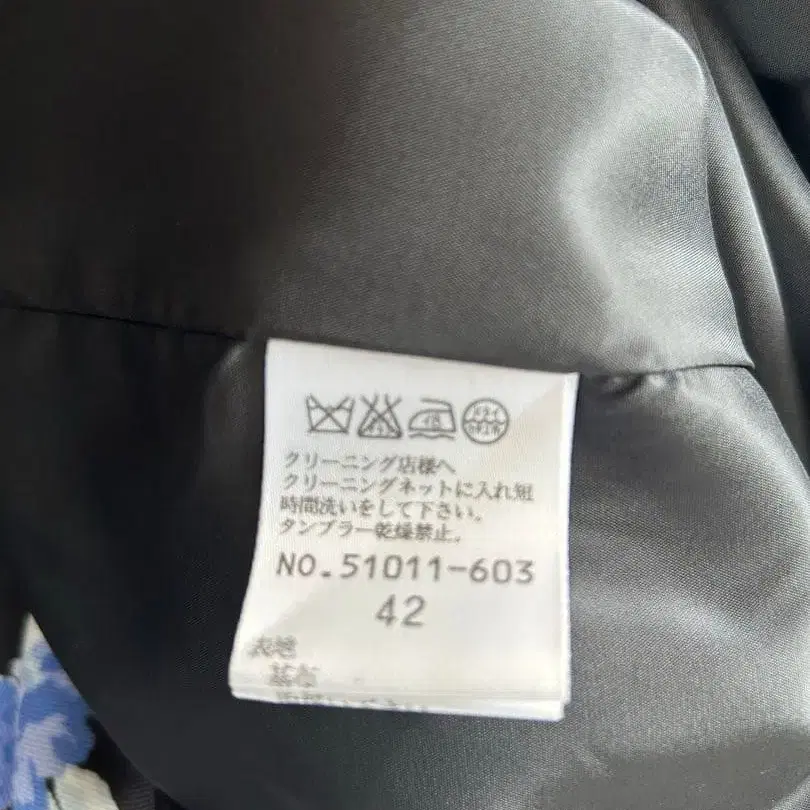 クリーニング店様へ
クリーニングネットに入れ短
時間洗いをして下さい。
タンブラー乾燥禁止。
NO.51011-603
42
表地
基布